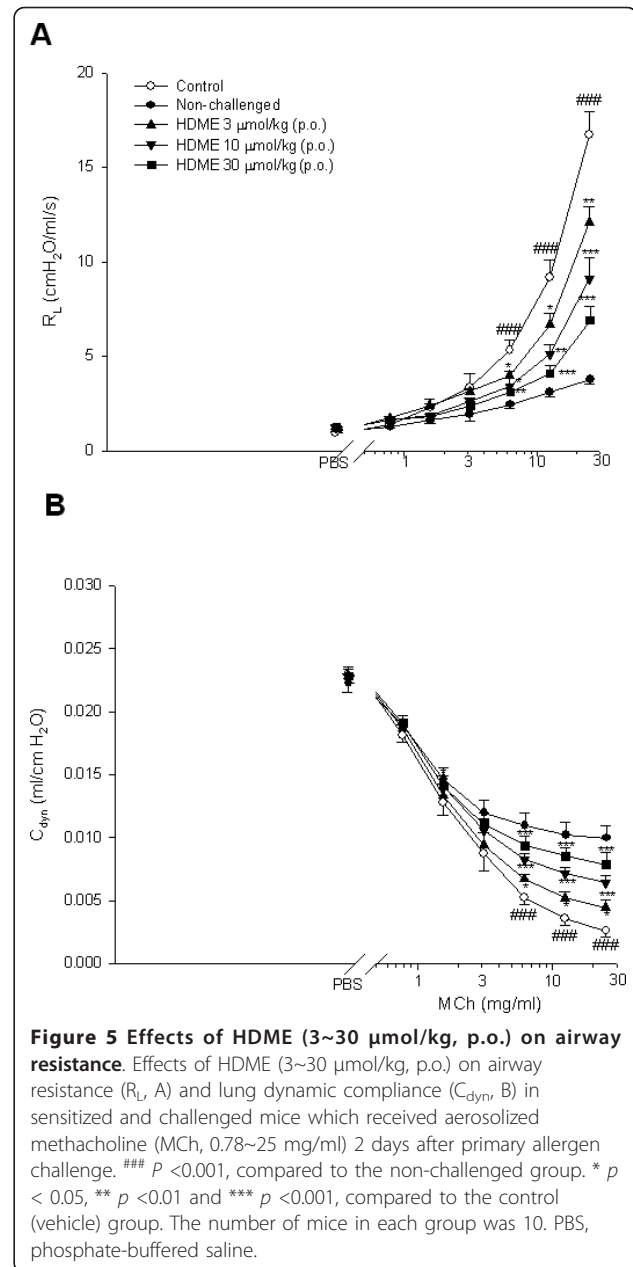 A
20
15
10
5
0
R_L (cmH₂O/ml/s)
Control
Non-challenged
HDME 3 μmol/kg (p.o.)
HDME 10 μmol/kg (p.o.)
HDME 30 μmol/kg (p.o.)
###
**
###
***
***
###
*
*
**
*
**
***
PBS
1
3
10
30
B
0.030
0.025
0.020
0.015
0.010
0.005
0.000
C_dyn (ml/cm H₂O)
***
***
***
***
***
***
*
*
*
###
###
###
PBS
1
3
10
30
MCh (mg/ml)
Figure 5 Effects of HDME (3~30 μmol/kg, p.o.) on airway
resistance. Effects of HDME (3~30 μmol/kg, p.o.) on airway
resistance (R_L, A) and lung dynamic compliance (C_dyn, B) in
sensitized and challenged mice which received aerosolized
methacholine (MCh, 0.78~25 mg/ml) 2 days after primary allergen
challenge. ### P <0.001, compared to the non-challenged group. * p
< 0.05, ** p <0.01 and *** p <0.001, compared to the control
(vehicle) group. The number of mice in each group was 10. PBS,
phosphate-buffered saline.